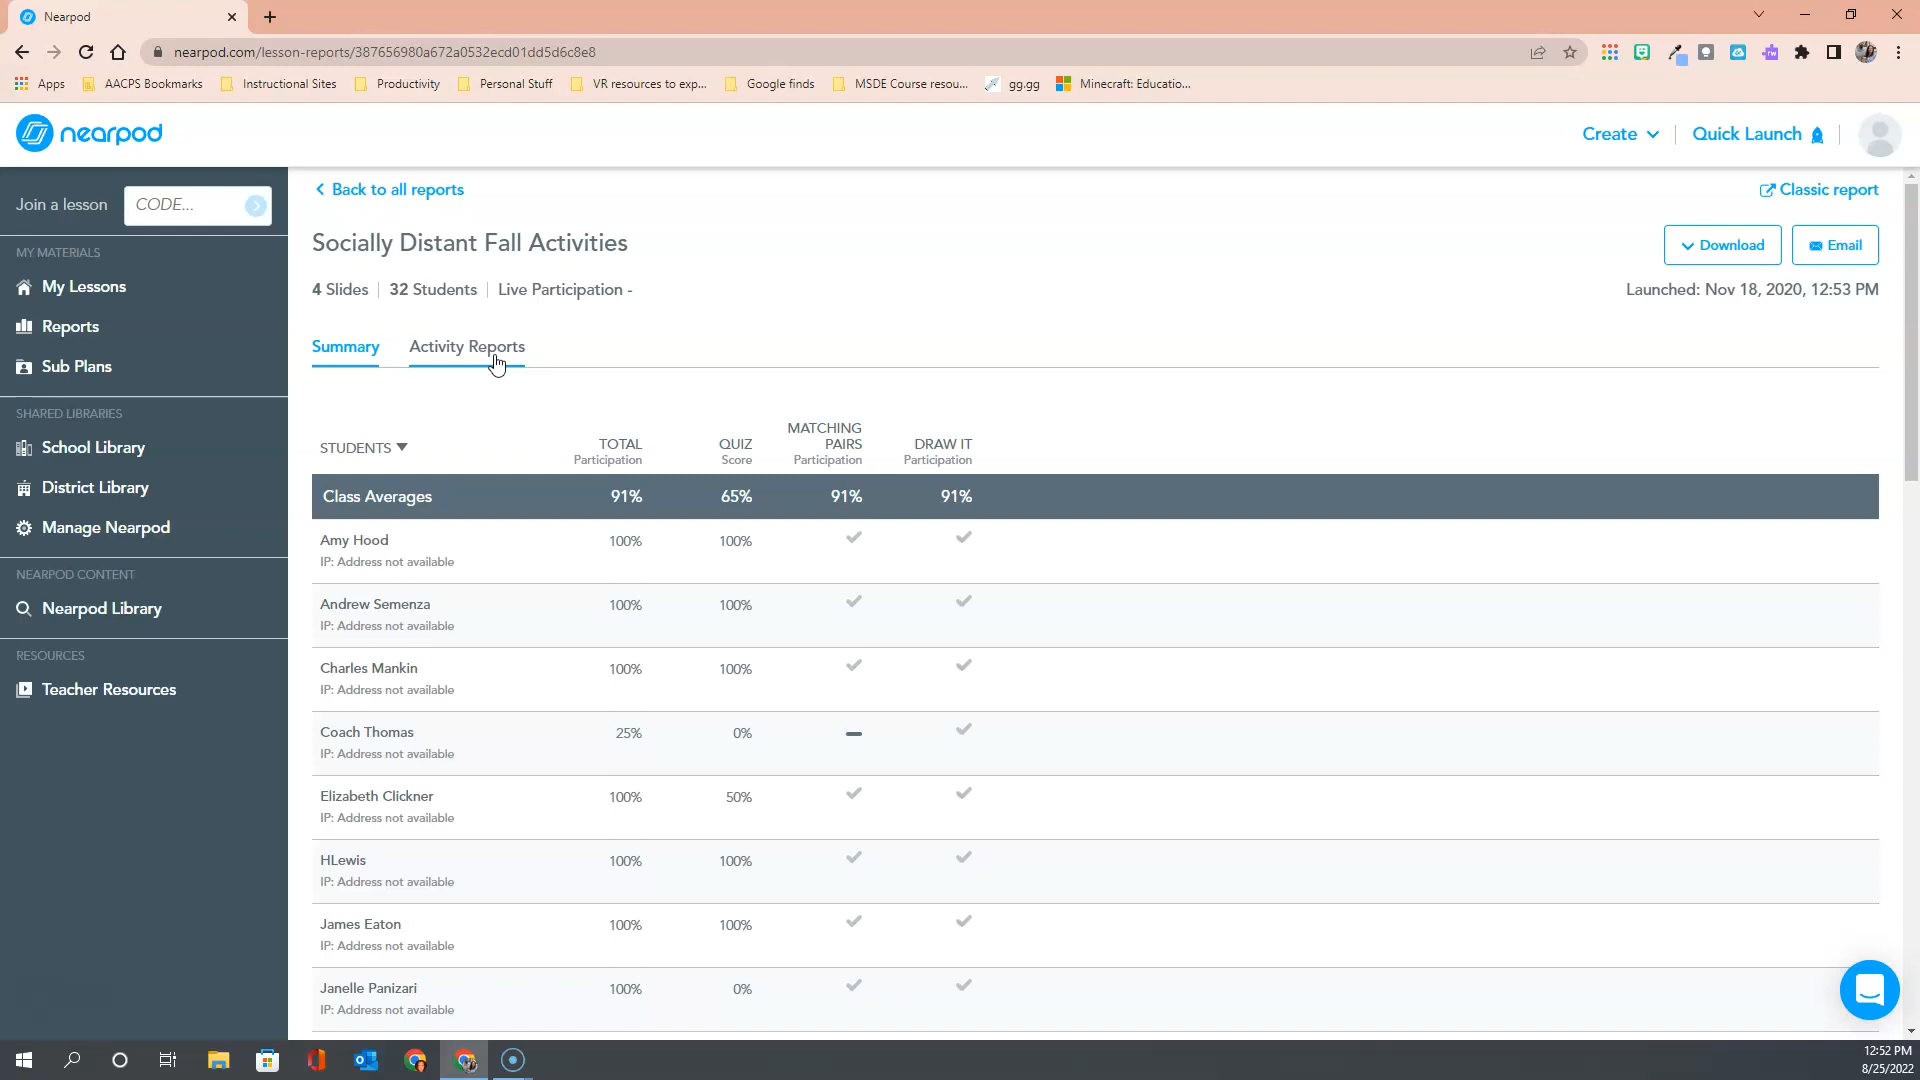 Nearpod
nearpod.com/lesson-reports/387656980a672a0532ecd01dd5d6c8e8
Apps AACPS Bookmarks Instructional Sites Productivity Personal Stuff VR resources to exp... Google finds MSDE Course resou... gg.gg Minecraft: Educatio...
nearpod Create Quick Launch
Join a lesson CODE...
MY MATERIALS
My Lessons
Reports
Sub Plans
SHARED LIBRARIES
School Library
District Library
Manage Nearpod
NEARPOD CONTENT
Nearpod Library
RESOURCES
Teacher Resources
Back to all reports Classic report
Socially Distant Fall Activities Download Email
4 Slides | 32 Students | Live Participation - Launched: Nov 18, 2020, 12:53 PM
Summary Activity Reports
STUDENTS TOTAL Participation QUIZ Score MATCHING PAIRS Participation DRAW IT Participation
Class Averages 91% 65% 91% 91%
Amy Hood 100% 100%
IP: Address not available
Andrew Semenza 100% 100%
IP: Address not available
Charles Mankin 100% 100%
IP: Address not available
Coach Thomas 25% 0%
IP: Address not available
Elizabeth Clickner 100% 50%
IP: Address not available
HLewis 100% 100%
IP: Address not available
James Eaton 100% 100%
IP: Address not available
Janelle Panizari 100% 0%
IP: Address not available
12:52 PM
8/25/2022